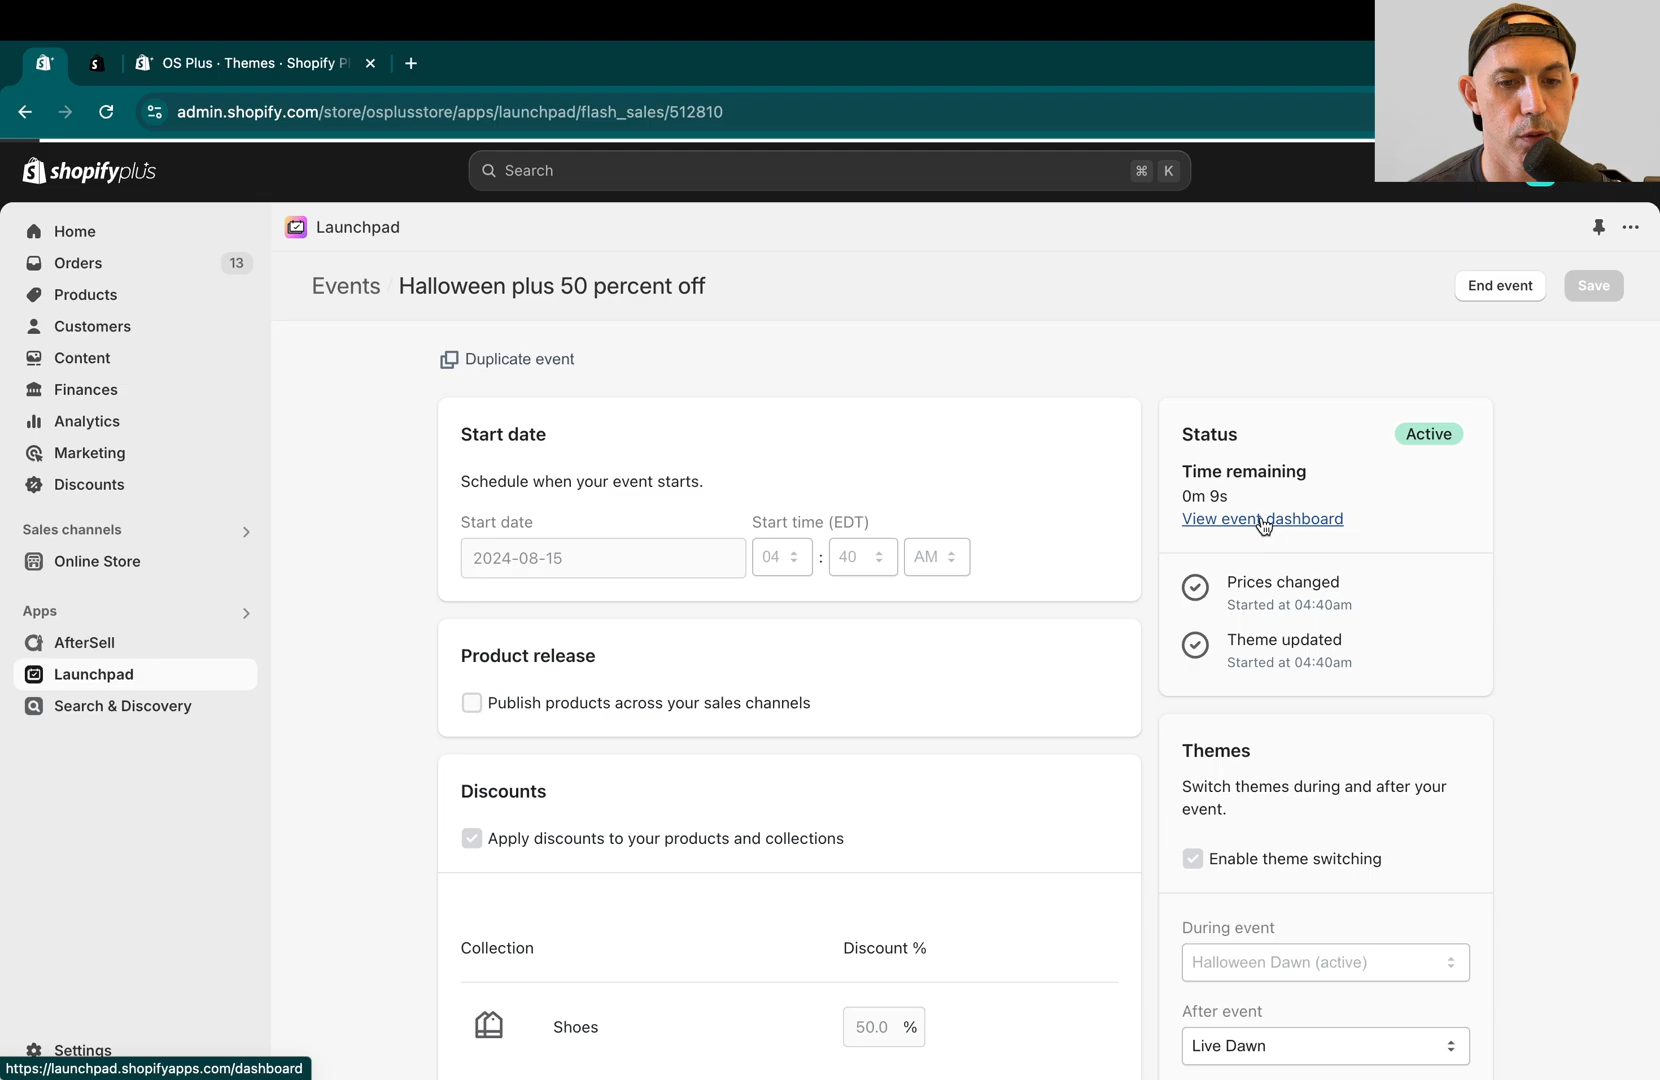 OS Plus · Themes · Shopify Pl
admin.shopify.com/store/osplusstore/apps/launchpad/flash_sales/512810
shopifyplus
Search
⌘ K
Home
Orders 13
Products
Customers
Content
Finances
Analytics
Marketing
Discounts
Sales channels
Online Store
Apps
AfterSell
Launchpad
Search & Discovery
Settings
https://launchpad.shopifyapps.com/dashboard
Launchpad
Events Halloween plus 50 percent off
End event
Save
Duplicate event
Start date
Schedule when your event starts.
Start date
Start time (EDT)
2024-08-15
04 : 40 AM
Product release
Publish products across your sales channels
Discounts
Apply discounts to your products and collections
Collection
Discount %
Shoes
50.0 %
Status
Active
Time remaining
0m 9s
View event dashboard
Prices changed
Started at 04:40am
Theme updated
Started at 04:40am
Themes
Switch themes during and after your
event.
Enable theme switching
During event
Halloween Dawn (active)
After event
Live Dawn